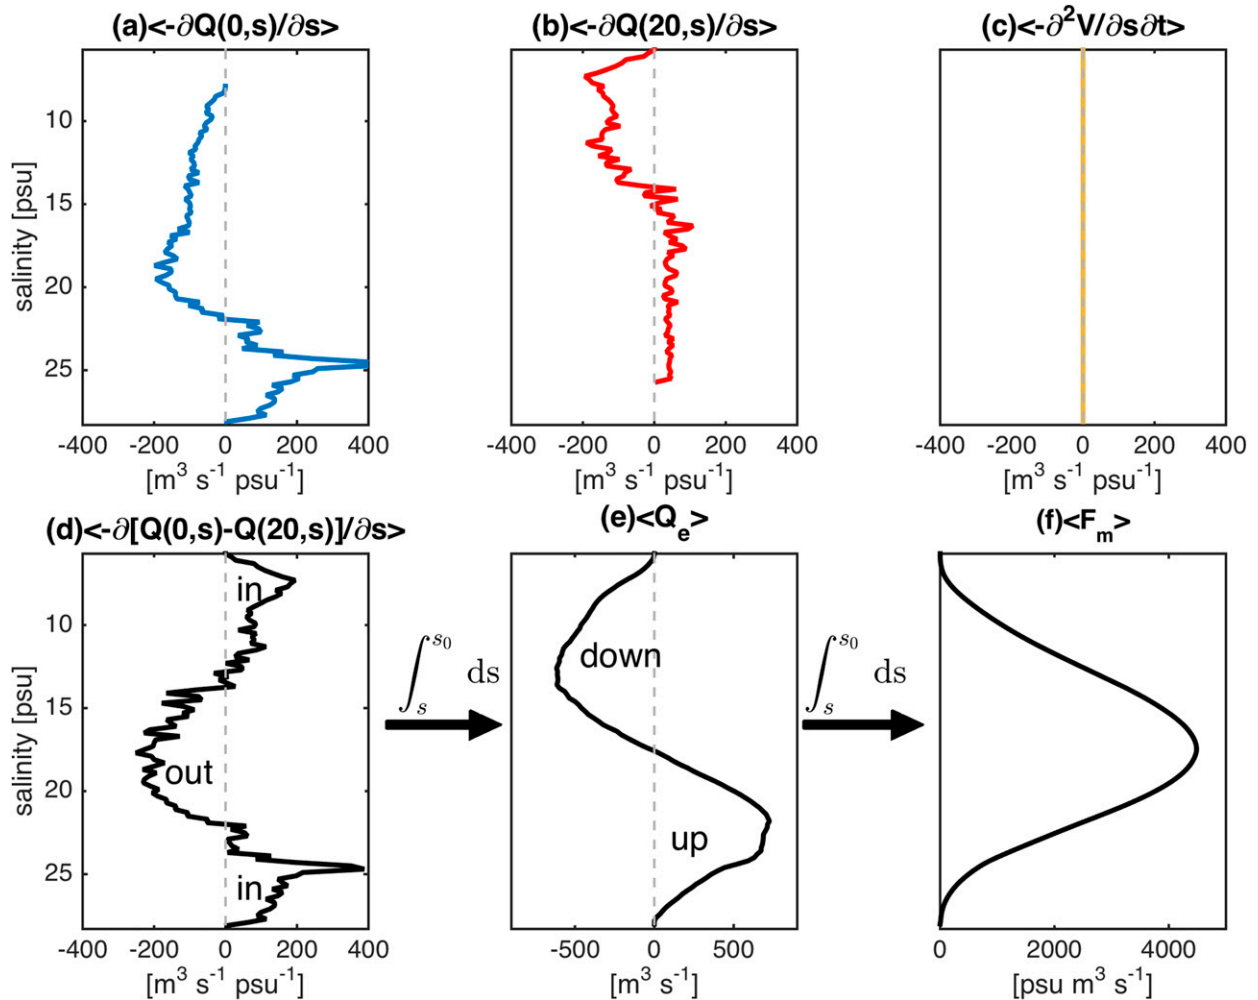 (a)<-∂Q(0,s)/∂s>
(b)<-∂Q(20,s)/∂s>
(c)<-∂²V/∂s∂t>
salinity [psu]
10
15
20
25
-400 -200 0 200 400
[m³ s⁻¹ psu⁻¹]
-400 -200 0 200 400
[m³ s⁻¹ psu⁻¹]
-400 -200 0 200 400
[m³ s⁻¹ psu⁻¹]
(d)<-∂[Q(0,s)-Q(20,s)]/∂s>
(e)<Qₑ>
(f)<Fₘ>
salinity [psu]
10
15
20
25
in
out
in
∫ₛˢ⁰ ds
down
up
∫ₛˢ⁰ ds
-400 -200 0 200 400
[m³ s⁻¹ psu⁻¹]
-500 0 500
[m³ s⁻¹]
0 2000 4000
[psu m³ s⁻¹]